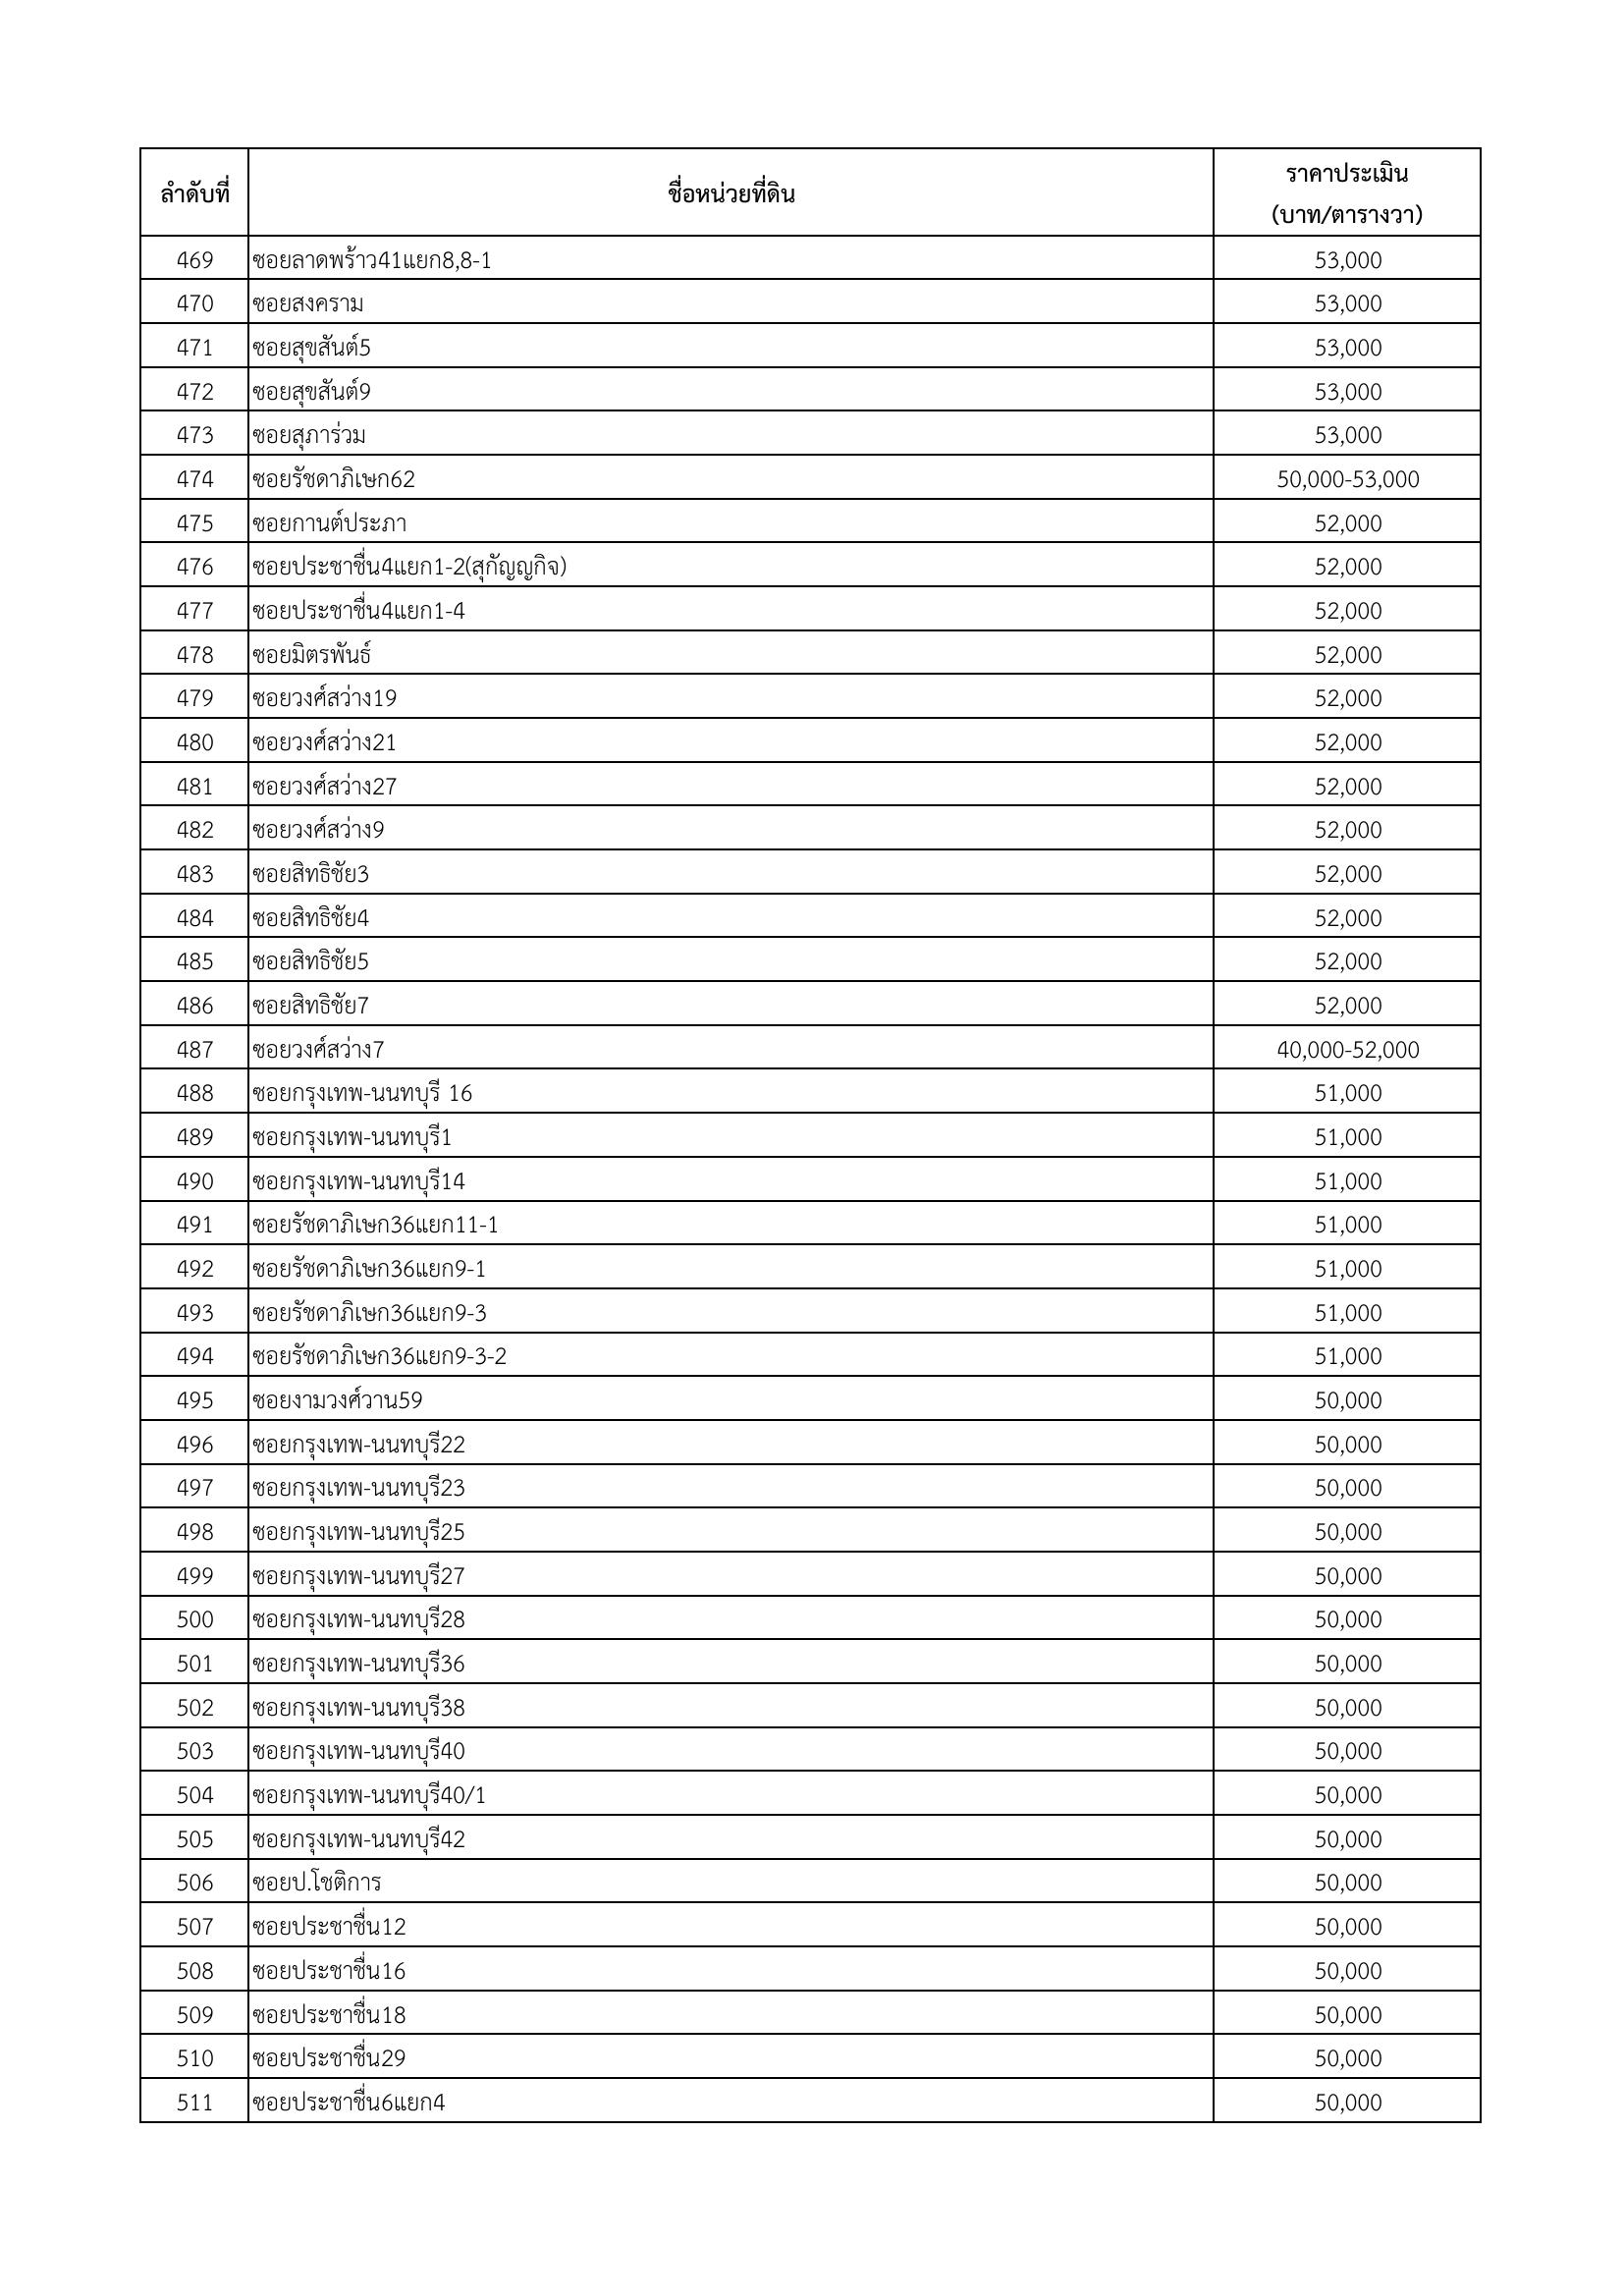 ลำดับที่ ชื่อหน่วยที่ดิน ราคาประเมิน
(บาท/ตารางวา)
469 ซอยลาดพร้าว41แยก8,8-1 53,000
470 ซอยสงคราม 53,000
471 ซอยสุขสันต์5 53,000
472 ซอยสุขสันต์9 53,000
473 ซอยสุภาร่วม 53,000
474 ซอยรัชดาภิเษก62 50,000-53,000
475 ซอยกานต์ประภา 52,000
476 ซอยประชาชื่น4แยก1-2(สุกัญญกิจ) 52,000
477 ซอยประชาชื่น4แยก1-4 52,000
478 ซอยมิตรพันธ์ 52,000
479 ซอยวงศ์สว่าง19 52,000
480 ซอยวงศ์สว่าง21 52,000
481 ซอยวงศ์สว่าง27 52,000
482 ซอยวงศ์สว่าง9 52,000
483 ซอยสิทธิชัย3 52,000
484 ซอยสิทธิชัย4 52,000
485 ซอยสิทธิชัย5 52,000
486 ซอยสิทธิชัย7 52,000
487 ซอยวงศ์สว่าง7 40,000-52,000
488 ซอยกรุงเทพ-นนทบุรี 16 51,000
489 ซอยกรุงเทพ-นนทบุรี1 51,000
490 ซอยกรุงเทพ-นนทบุรี14 51,000
491 ซอยรัชดาภิเษก36แยก11-1 51,000
492 ซอยรัชดาภิเษก36แยก9-1 51,000
493 ซอยรัชดาภิเษก36แยก9-3 51,000
494 ซอยรัชดาภิเษก36แยก9-3-2 51,000
495 ซอยงามวงศ์วาน59 50,000
496 ซอยกรุงเทพ-นนทบุรี22 50,000
497 ซอยกรุงเทพ-นนทบุรี23 50,000
498 ซอยกรุงเทพ-นนทบุรี25 50,000
499 ซอยกรุงเทพ-นนทบุรี27 50,000
500 ซอยกรุงเทพ-นนทบุรี28 50,000
501 ซอยกรุงเทพ-นนทบุรี36 50,000
502 ซอยกรุงเทพ-นนทบุรี38 50,000
503 ซอยกรุงเทพ-นนทบุรี40 50,000
504 ซอยกรุงเทพ-นนทบุรี40/1 50,000
505 ซอยกรุงเทพ-นนทบุรี42 50,000
506 ซอยป.โชติการ 50,000
507 ซอยประชาชื่น12 50,000
508 ซอยประชาชื่น16 50,000
509 ซอยประชาชื่น18 50,000
510 ซอยประชาชื่น29 50,000
511 ซอยประชาชื่น6แยก4 50,000